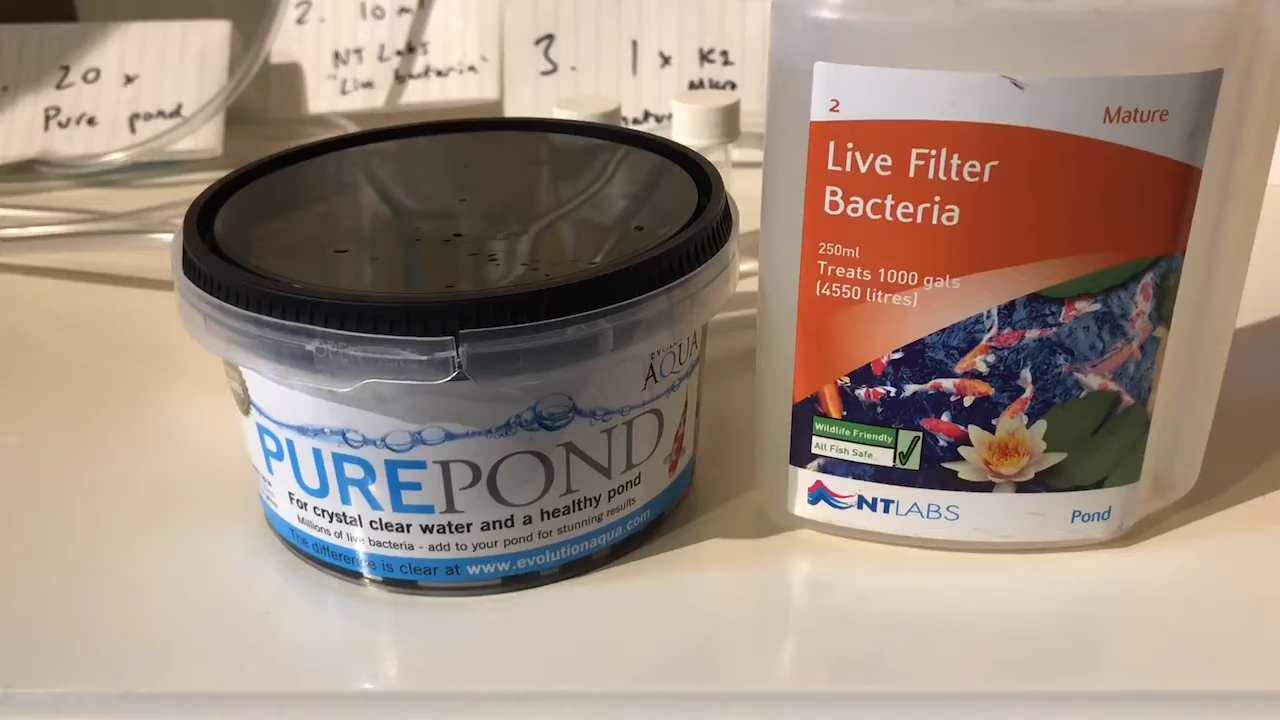 20 x
Pure pond
2. 10 ml
NT Labs
"Live bacteria"
3. 1 x K1
Micro
OPEN
AQUA
PUREPOND
For crystal clear water and a healthy pond
Millions of live bacteria - add to your pond for stunning results
The difference is clear at www.evolutionaqua.com
2
Mature
Live Filter
Bacteria
250ml
Treats 1000 gals
(4550 litres)
Wildlife Friendly
All Fish Safe
NTLABS
Pond